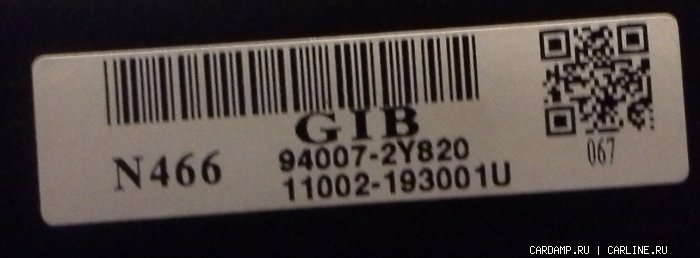 GIB
N466
94007-2Y820
11002-193001U
067
CARDAMP.RU | CARLINE.RU